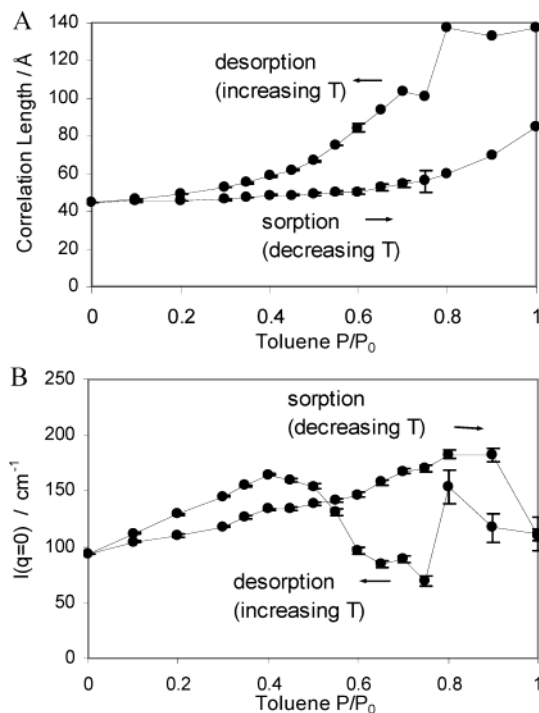 A
140
120
100
80
60
40
20
0
Correlation Length / Å
desorption
(increasing T)
sorption
(decreasing T)
0 0.2 0.4 0.6 0.8 1
Toluene P/P₀
B
250
200
150
100
50
0
I(q=0) / cm⁻¹
sorption
(decreasing T)
desorption
(increasing T)
0 0.2 0.4 0.6 0.8 1
Toluene P/P₀